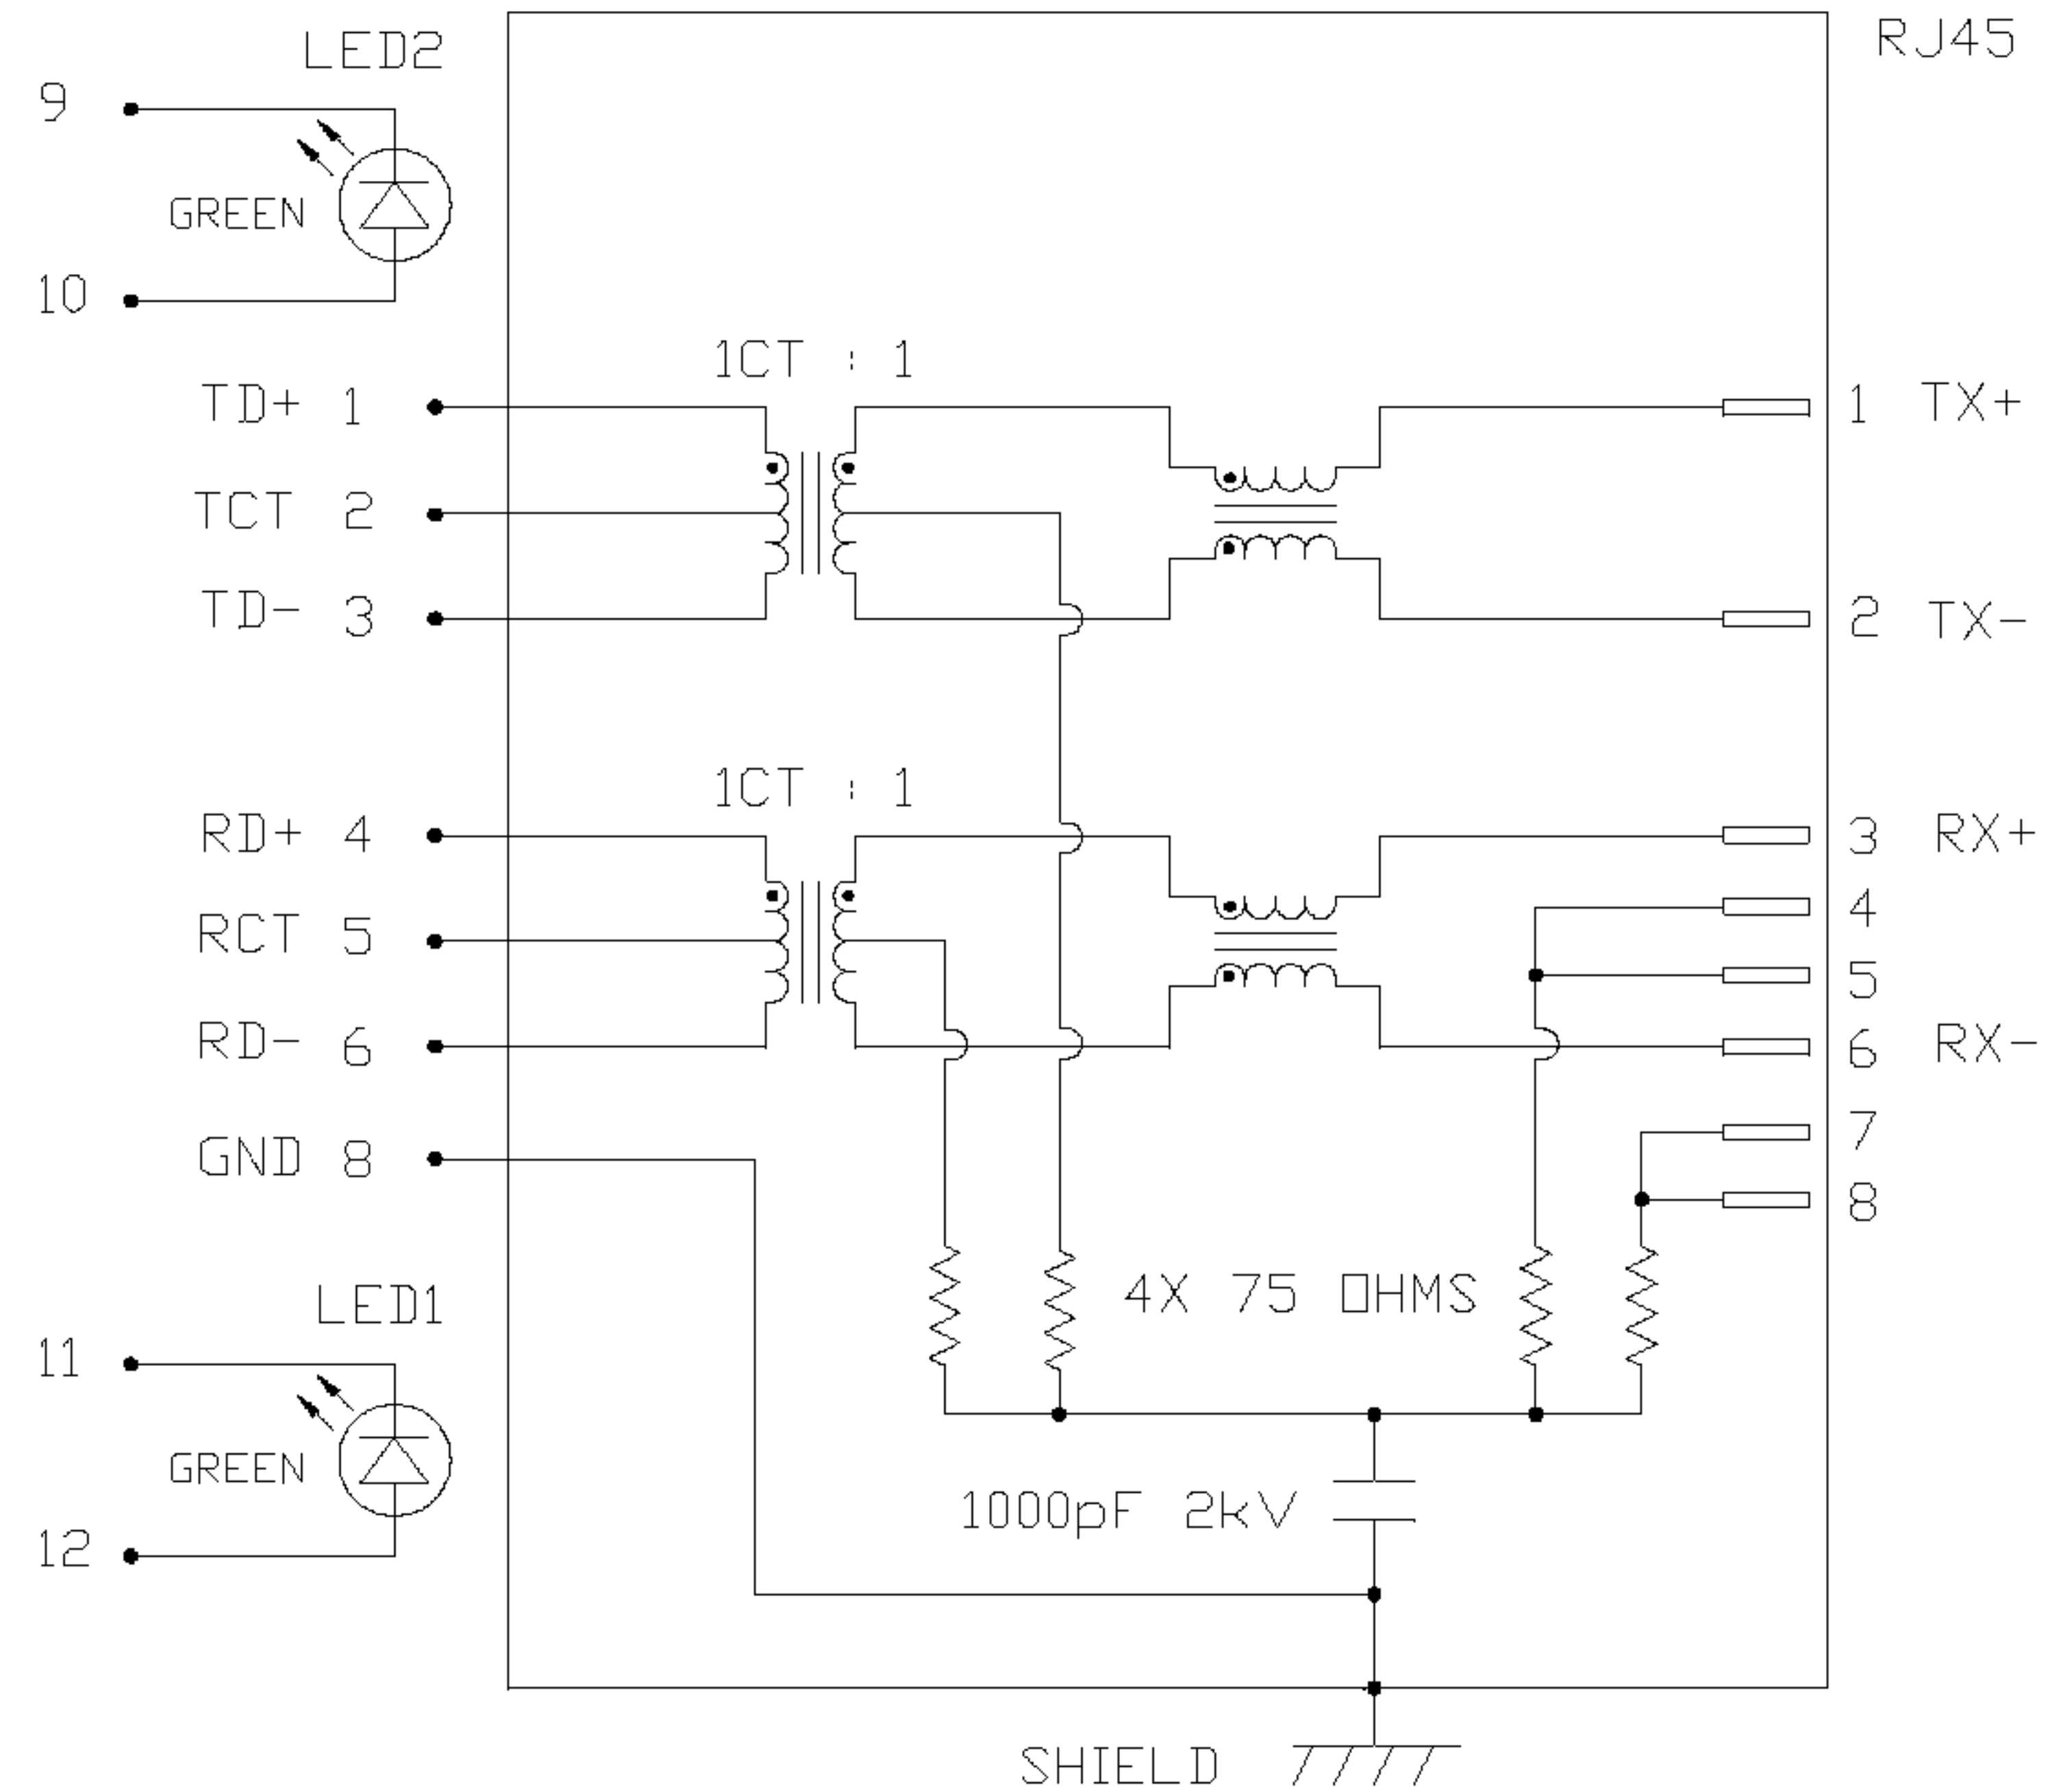 LED2
RJ45
9
GREEN
10
1CT : 1
TD+ 1
1 TX+
TCT 2
TD- 3
2 TX-
1CT : 1
RD+ 4
3 RX+
4
RCT 5
5
RD- 6
6 RX-
7
GND 8
8
LED1
4X 75 OHMS
11
GREEN
1000pF 2kV
12
SHIELD